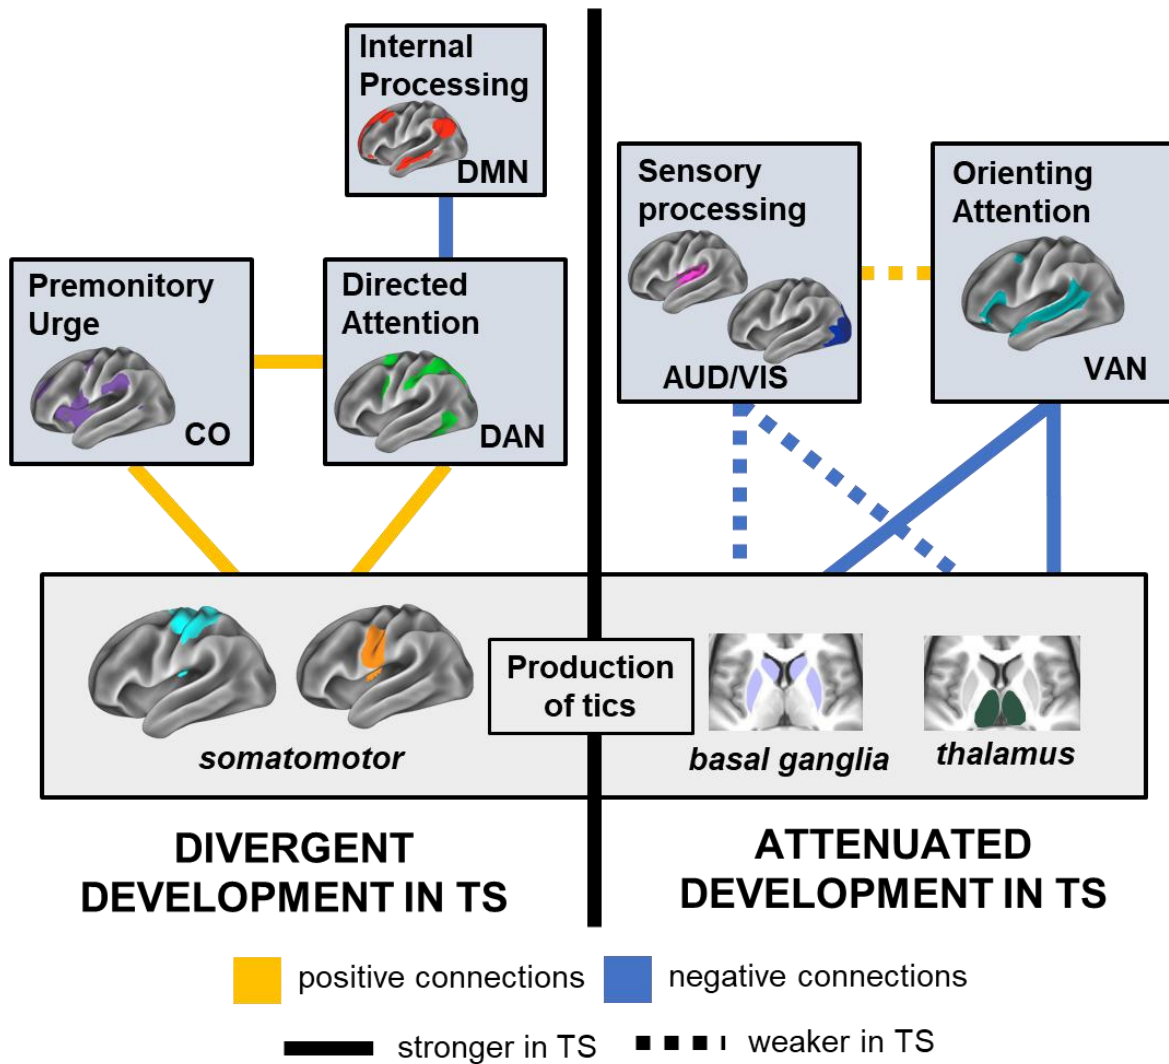 Internal
Processing
DMN
Premonitory
Urge
CO
Directed
Attention
DAN
Sensory
processing
AUD/VIS
Orienting
Attention
VAN
somatomotor
Production
of tics
basal ganglia
thalamus
DIVERGENT
DEVELOPMENT IN TS
ATTENUATED
DEVELOPMENT IN TS
positive connections
negative connections
stronger in TS
weaker in TS